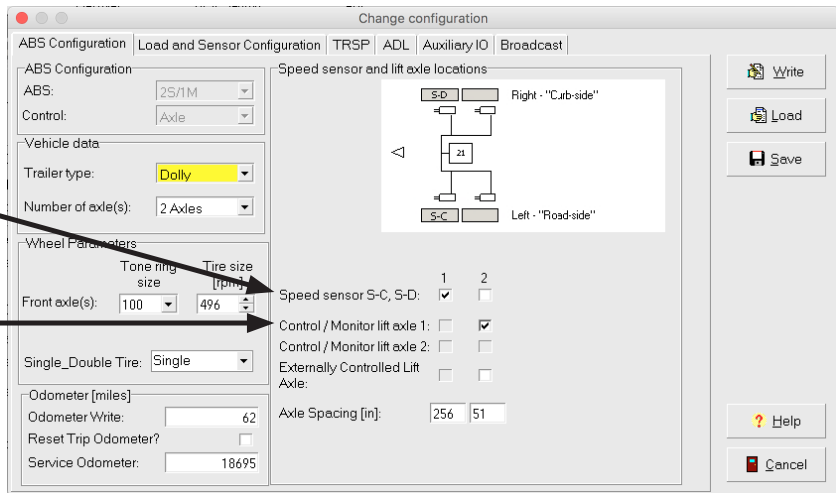 Change configuration
ABS Configuration Load and Sensor Configuration TRSP ADL Auxiliary IO Broadcast
ABS Configuration
ABS: 2S/1M
Control: Axle
Vehicle data
Trailer type: Dolly
Number of axle(s): 2 Axles
Wheel Parameters
Tone ring size
Tire size [rpm]
Front axle(s): 100 496
Single_Double Tire: Single
Odometer [miles]
Odometer Write: 62
Reset Trip Odometer?
Service Odometer: 18695
Speed sensor and lift axle locations
S-D Right - "Curb-side"
21
S-C Left - "Road-side"
1 2
Speed sensor S-C, S-D:
Control / Monitor lift axle 1:
Control / Monitor lift axle 2:
Externally Controlled Lift
Axle:
Axle Spacing [in]: 256 51
Write
Load
Save
? Help
Cancel